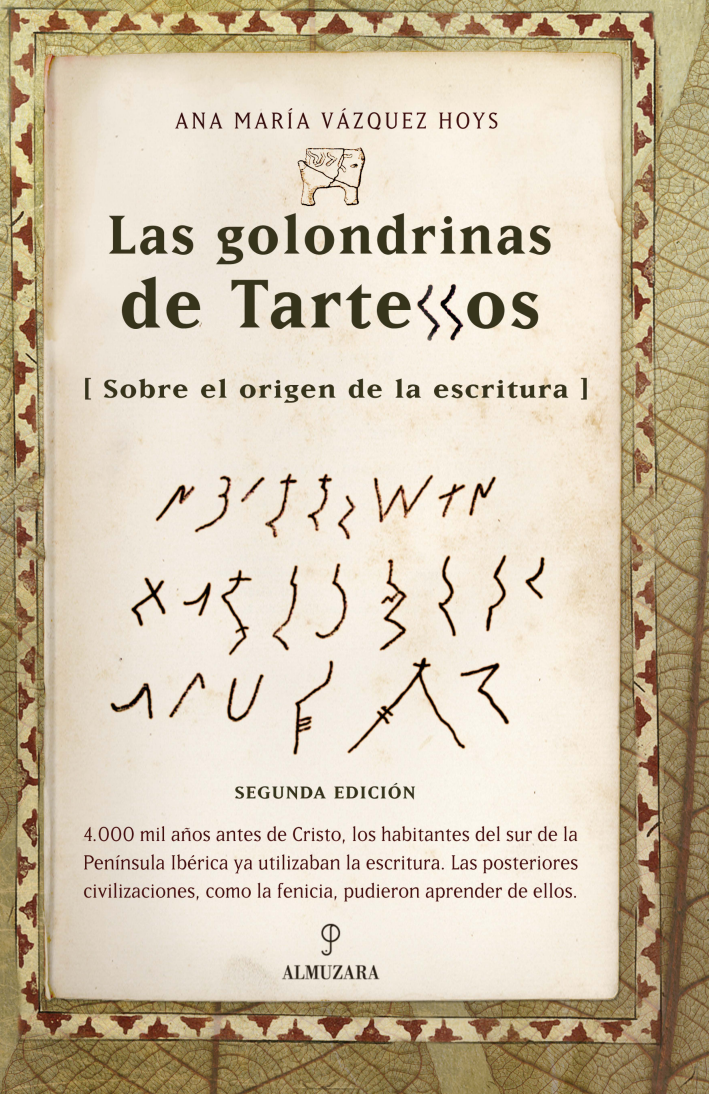 ANA MARÍA VÁZQUEZ HOYS
Las golondrinas
de Tartessos
[ Sobre el origen de la escritura ]
SEGUNDA EDICIÓN
4.000 mil años antes de Cristo, los habitantes del sur de la
Península Ibérica ya utilizaban la escritura. Las posteriores
civilizaciones, como la fenicia, pudieron aprender de ellos.
ALMUZARA